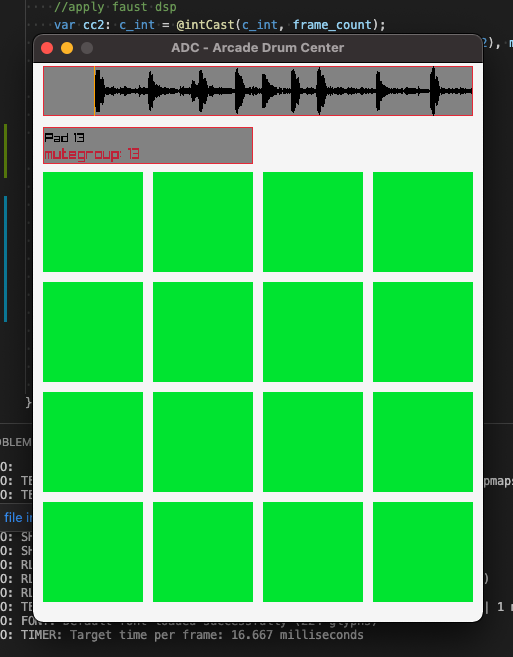 //apply faust dsp
var cc2: c_int = @intCast(c_int, frame_count);
2), m
ADC - Arcade Drum Center
Pad 13
mutegroup: 13
}
OBLEM
O:
O: TE
pmaps
O: TE
file in
O: SH
O: SH
O: RL
O: RL
)
O: RL
O: TE
| 1 m
O: FONT: Default font loaded successfully (224 glyphs)
O: TIMER: Target time per frame: 16.667 milliseconds